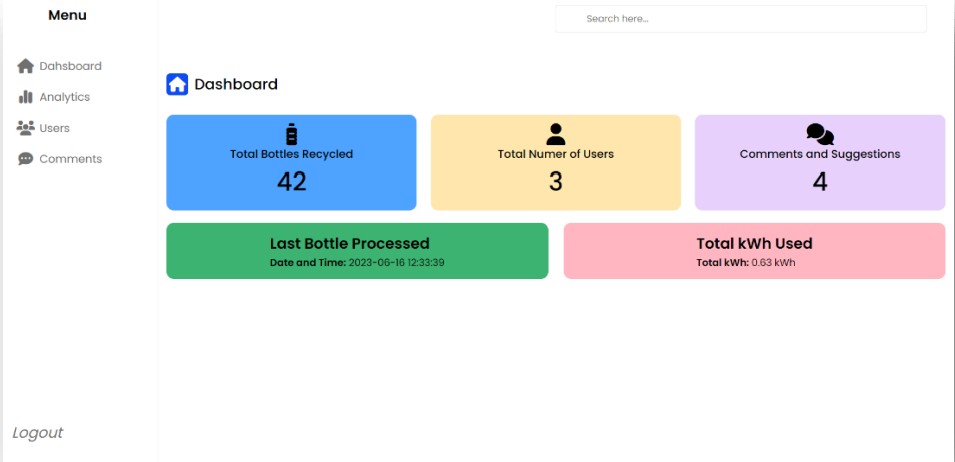 Menu
Search here...
Dahsboard
Analytics
Users
Comments
Logout
Dashboard
Total Bottles Recycled
42
Total Numer of Users
3
Comments and Suggestions
4
Last Bottle Processed
Date and Time: 2023-06-16 12:33:39
Total kWh Used
Total kWh: 0.63 kWh